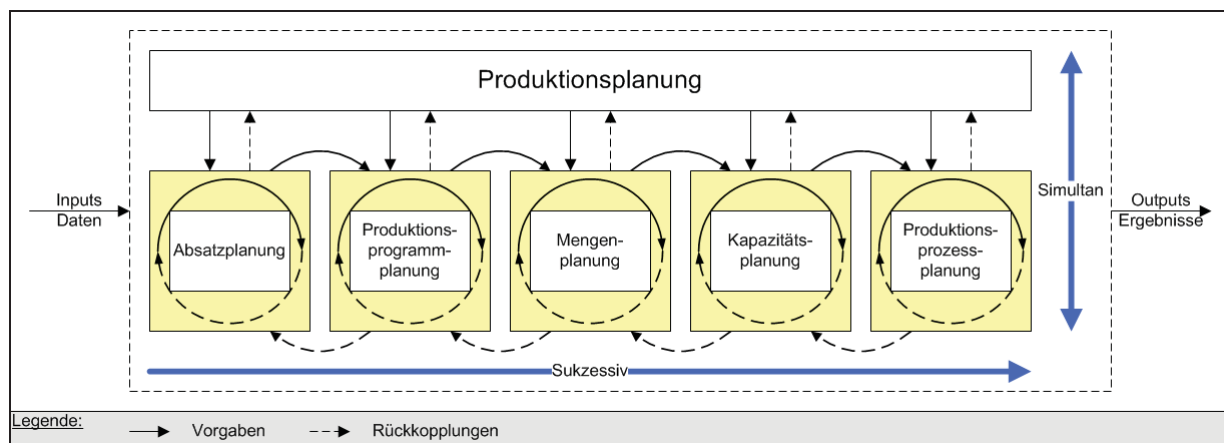 Produktionsplanung
Inputs
Daten
Absatzplanung
Produktions-
programm-
planung
Mengen-
planung
Kapazitäts-
planung
Produktions-
prozess-
planung
Simultan
Outputs
Ergebnisse
Sukzessiv
Legende:
Vorgaben
Rückkopplungen